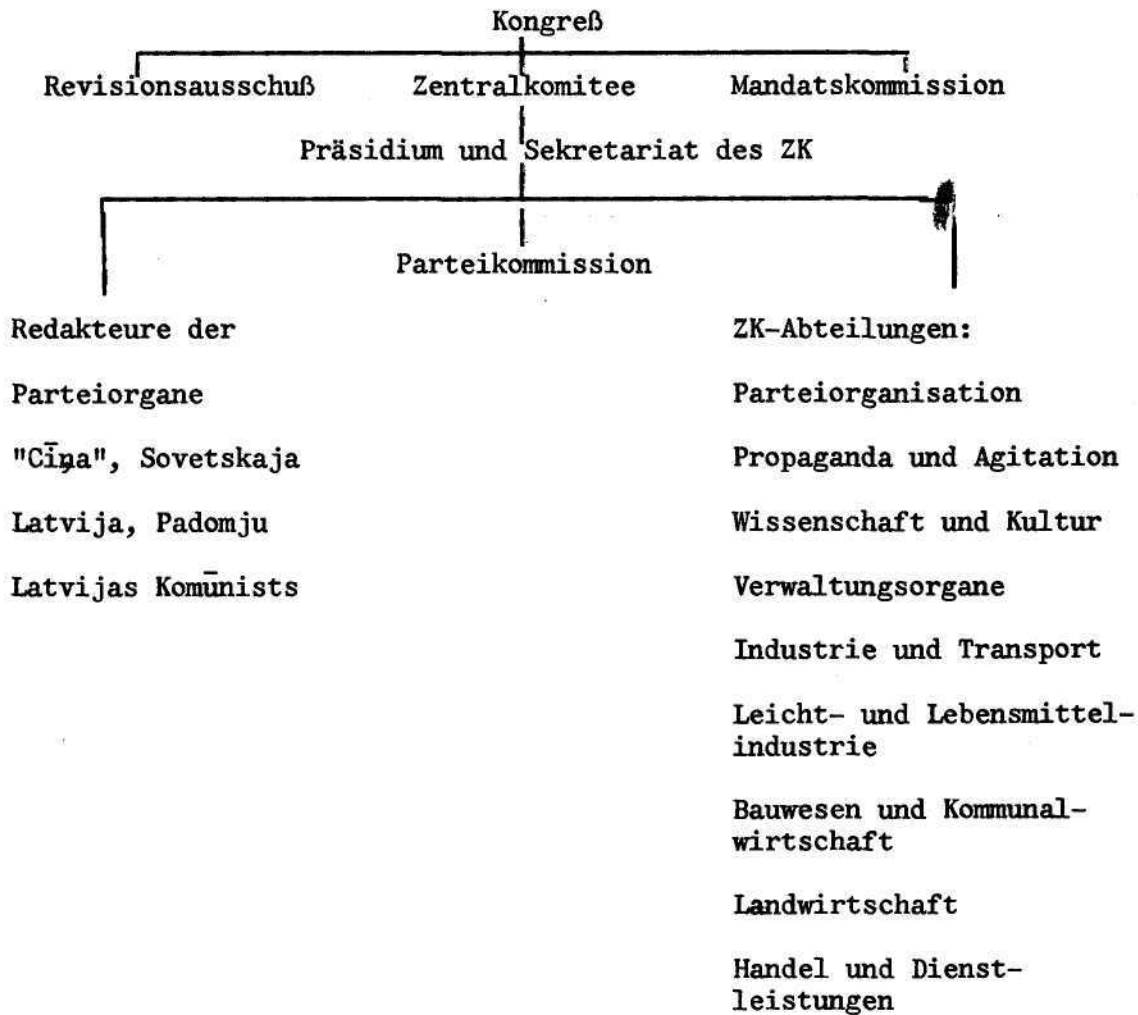 Kongreß
Revisionsausschuß Zentralkomitee Mandatskommission
Präsidium und Sekretariat des ZK
Parteikommission
Redakteure der
Parteiorgane
"Cīņa", Sovetskaja
Latvija, Padomju
Latvijas Komūnists
ZK-Abteilungen:
Parteiorganisation
Propaganda und Agitation
Wissenschaft und Kultur
Verwaltungsorgane
Industrie und Transport
Leicht- und Lebensmittel-
industrie
Bauwesen und Kommunal-
wirtschaft
Landwirtschaft
Handel und Dienst-
leistungen